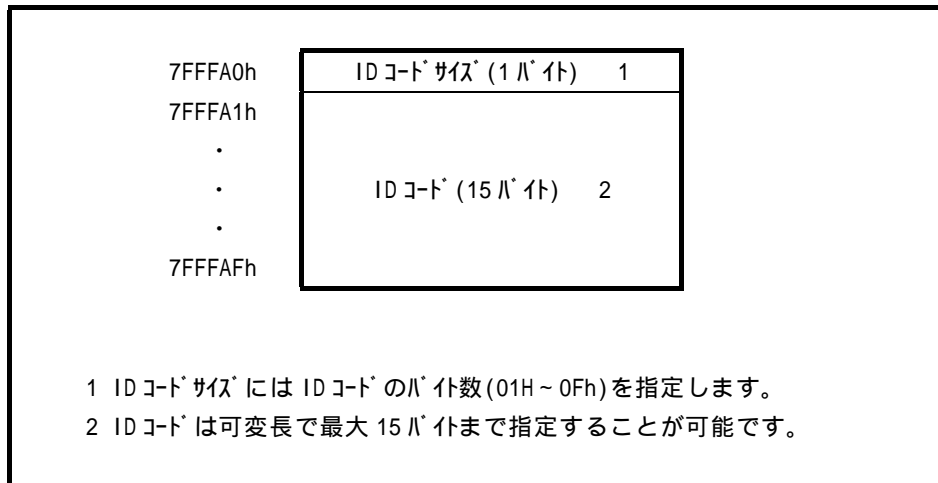 7FFFA0h IDｺｰﾄﾞｻｲｽﾞ(1ﾊﾞｲﾄ) 1
7FFFA1h
・
・ IDｺｰﾄﾞ(15ﾊﾞｲﾄ) 2
・
7FFFAFh
1 IDｺｰﾄﾞｻｲｽﾞには IDｺｰﾄﾞのﾊﾞｲﾄ数(01H~0Fh)を指定します。
2 IDｺｰﾄﾞは可変長で最大 15ﾊﾞｲﾄまで指定することが可能です。